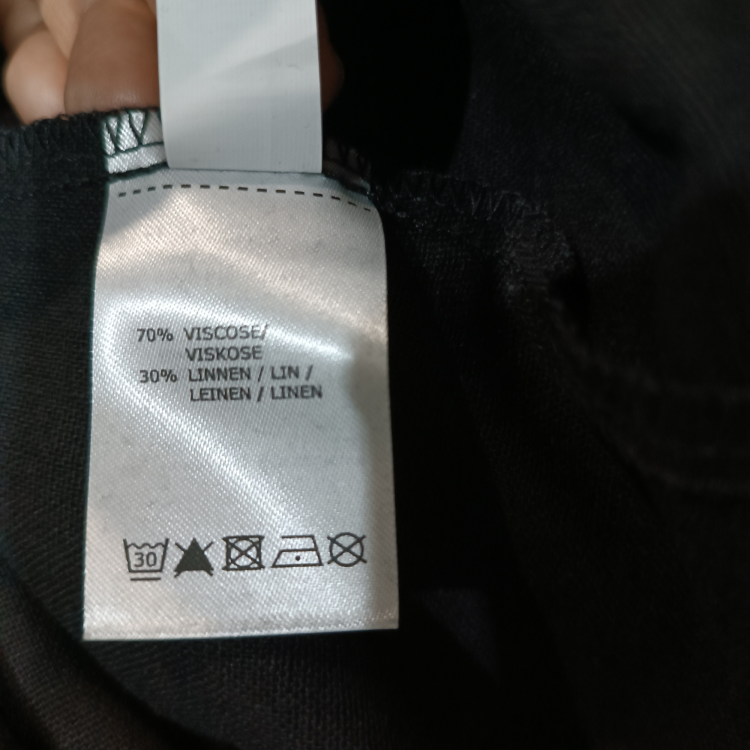 70% VISCOSE/
VISKOSE
30% LINNEN / LIN /
LEINEN / LINEN
30